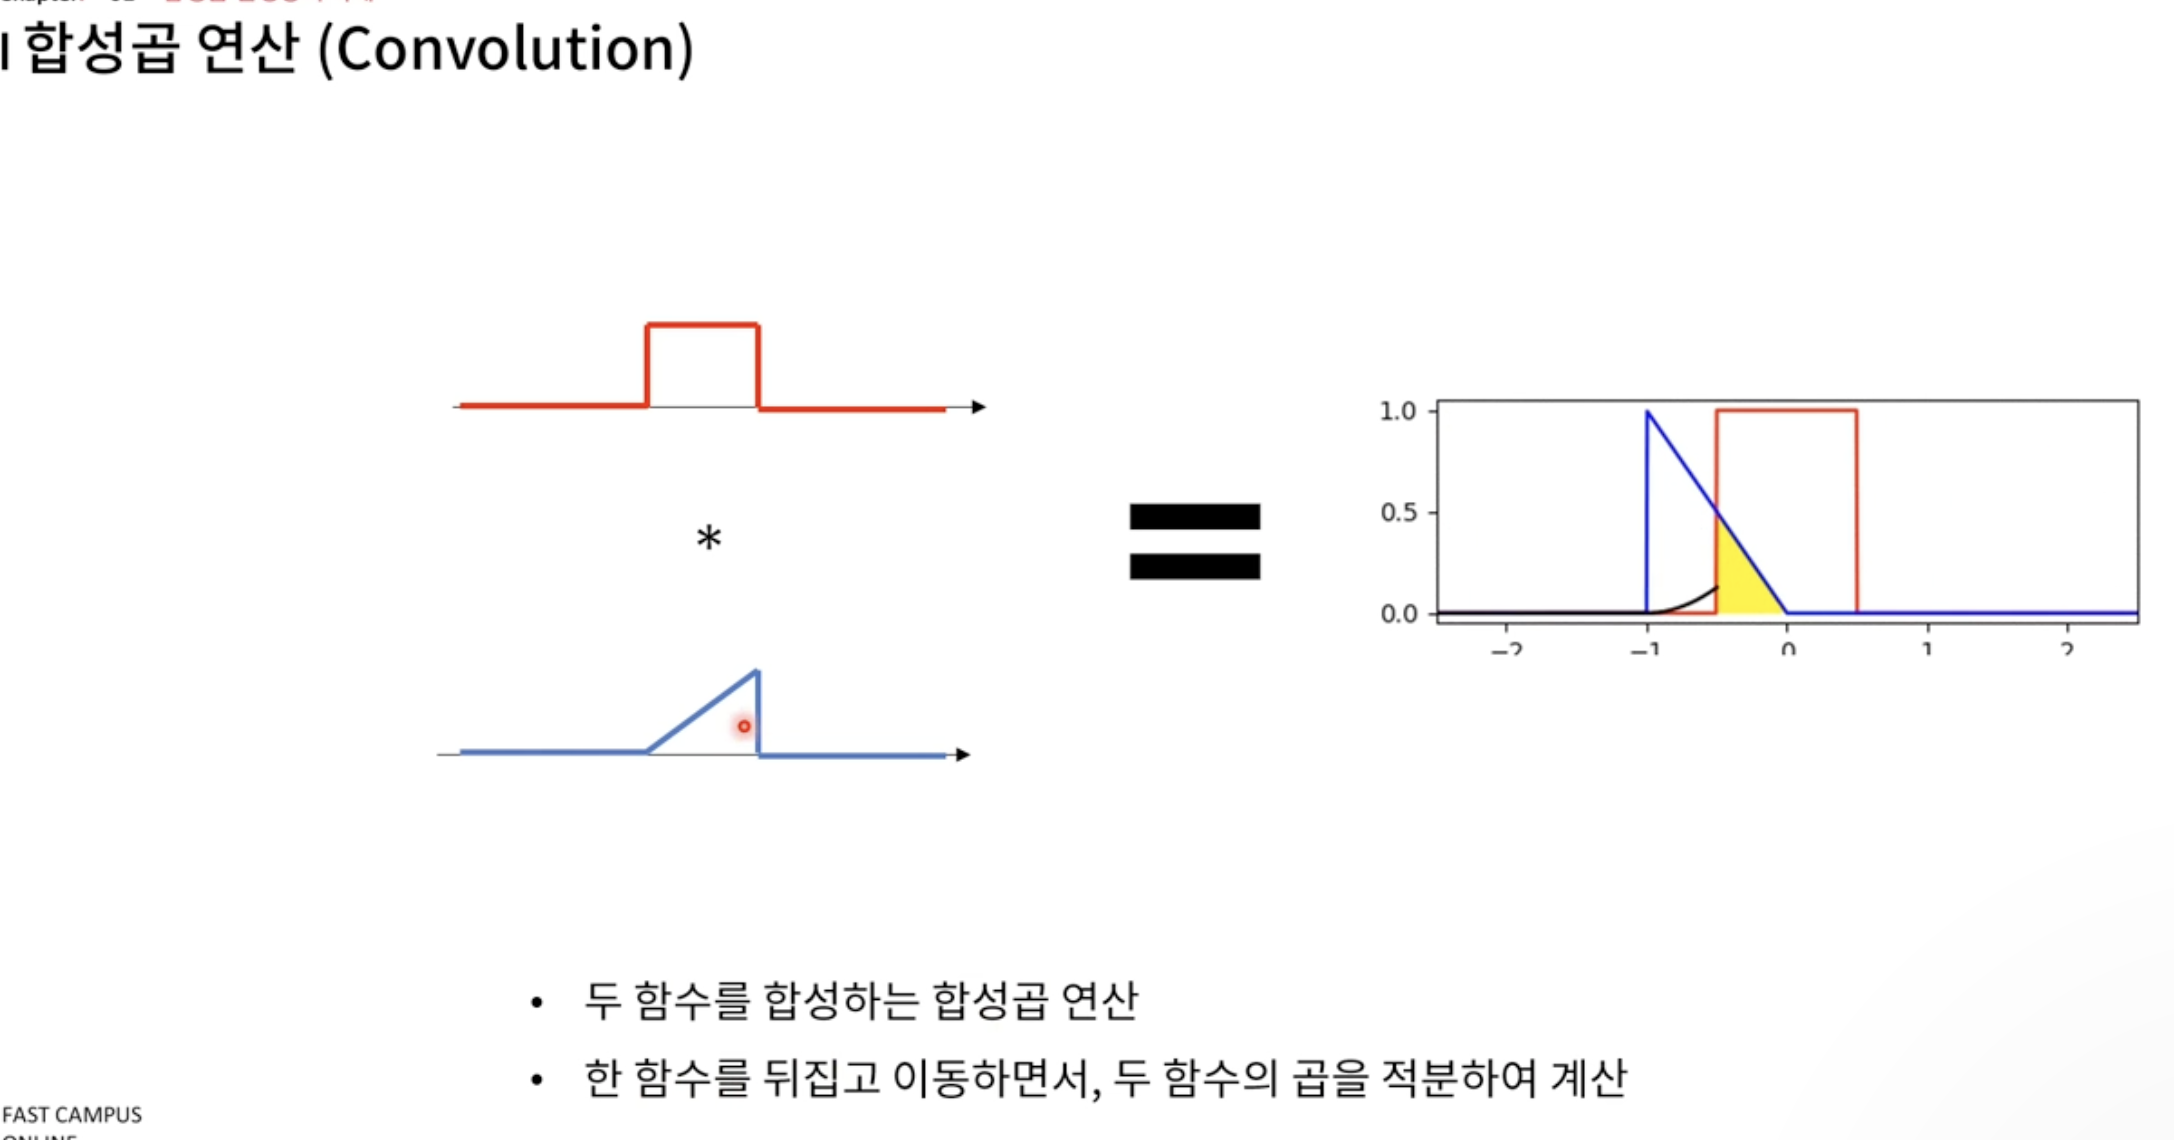 합성곱 연산 (Convolution)
*
1.0
0.5
0.0
−2 −1 0 1 2
• 두 함수를 합성하는 합성곱 연산
• 한 함수를 뒤집고 이동하면서, 두 함수의 곱을 적분하여 계산
FAST CAMPUS
ONLINE